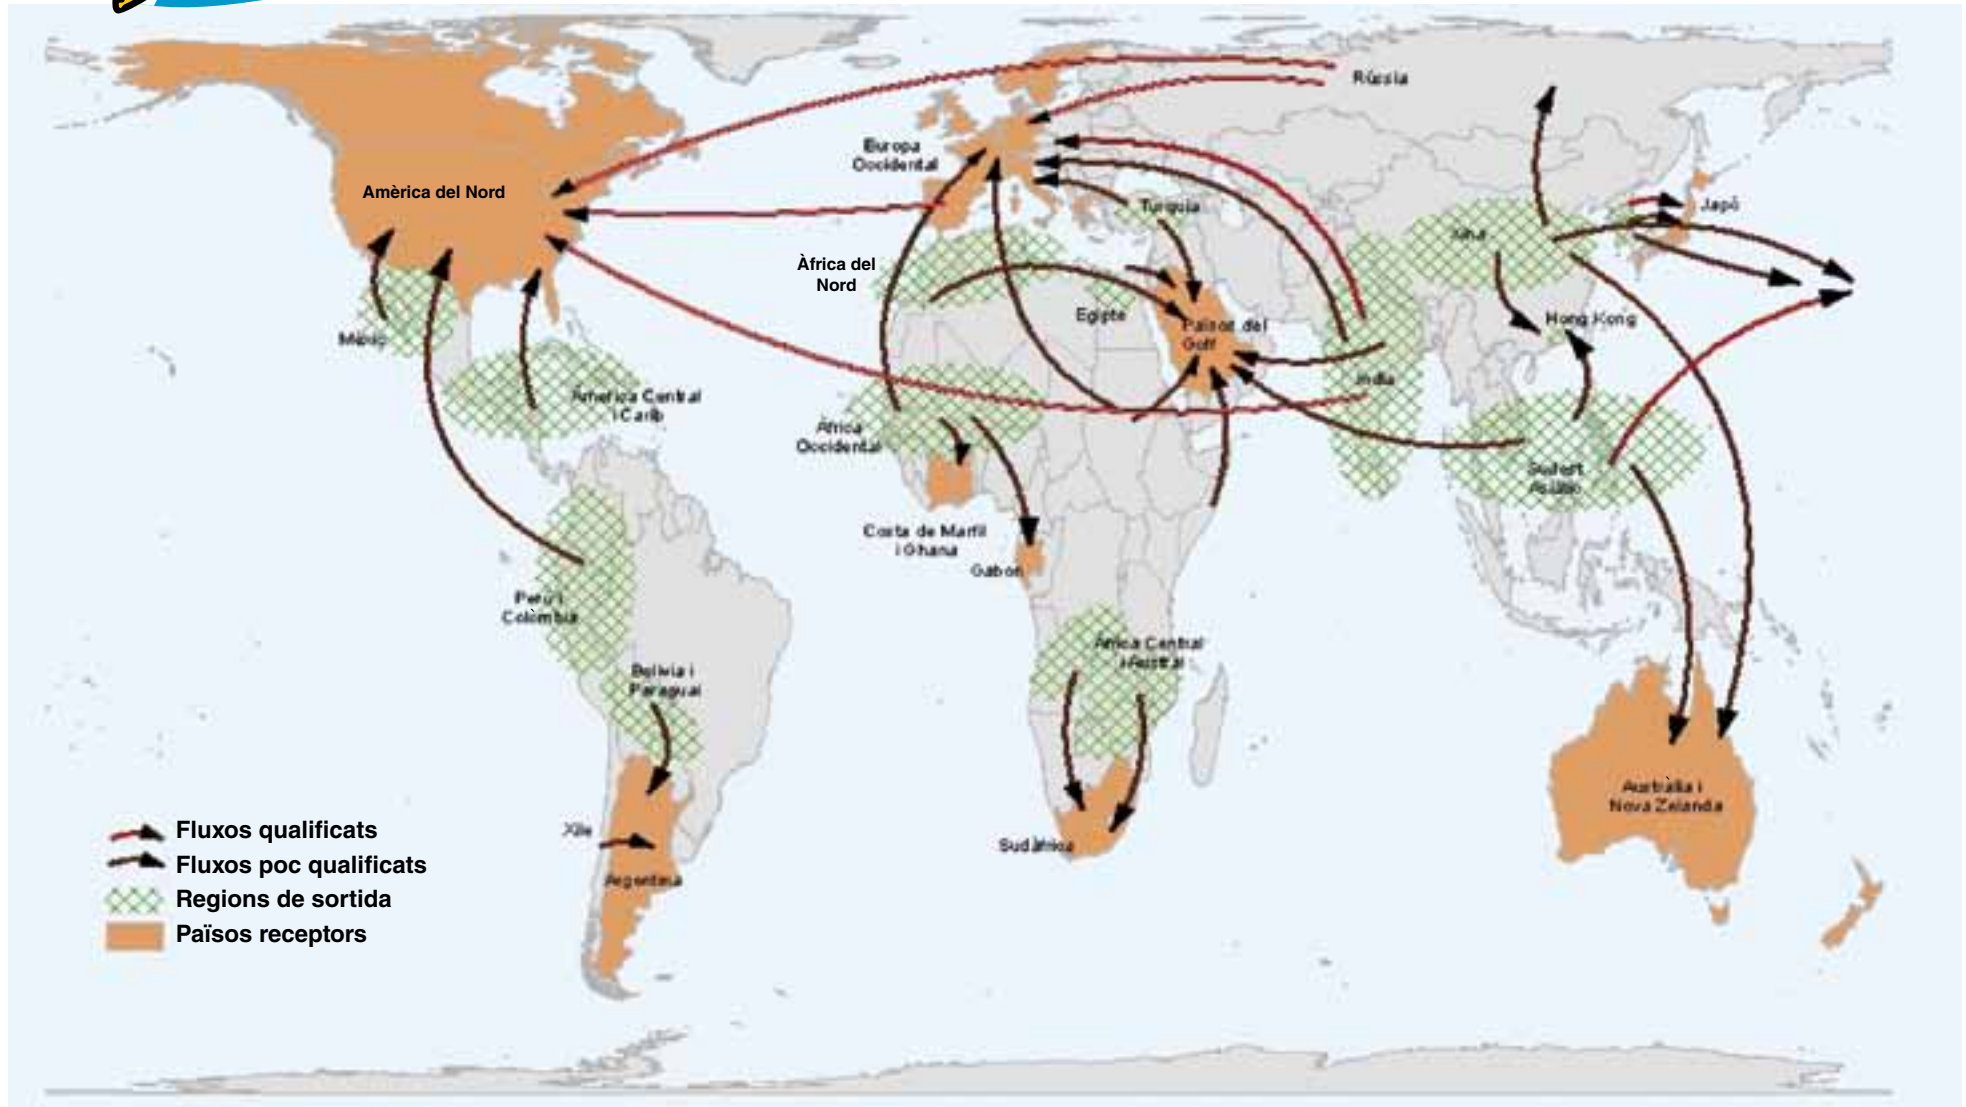 Rússia
Europa
Occidental
Amèrica del Nord
Turquia
Xina
Japó
Àfrica del
Nord
Egipte
Països del
Golf
Hong Kong
Mèxic
Índia
Amèrica Central
i Carib
Àfrica
Occidental
Sudest
Asiàtic
Costa de Marfil
i Ghana
Gabon
Perú i
Colòmbia
Àfrica Central
i Austral
Bolívia i
Paraguai
Austràlia i
Nova Zelanda
Xile
Sudàfrica
Argentina
Fluxos qualificats
Fluxos poc qualificats
Regions de sortida
Països receptors